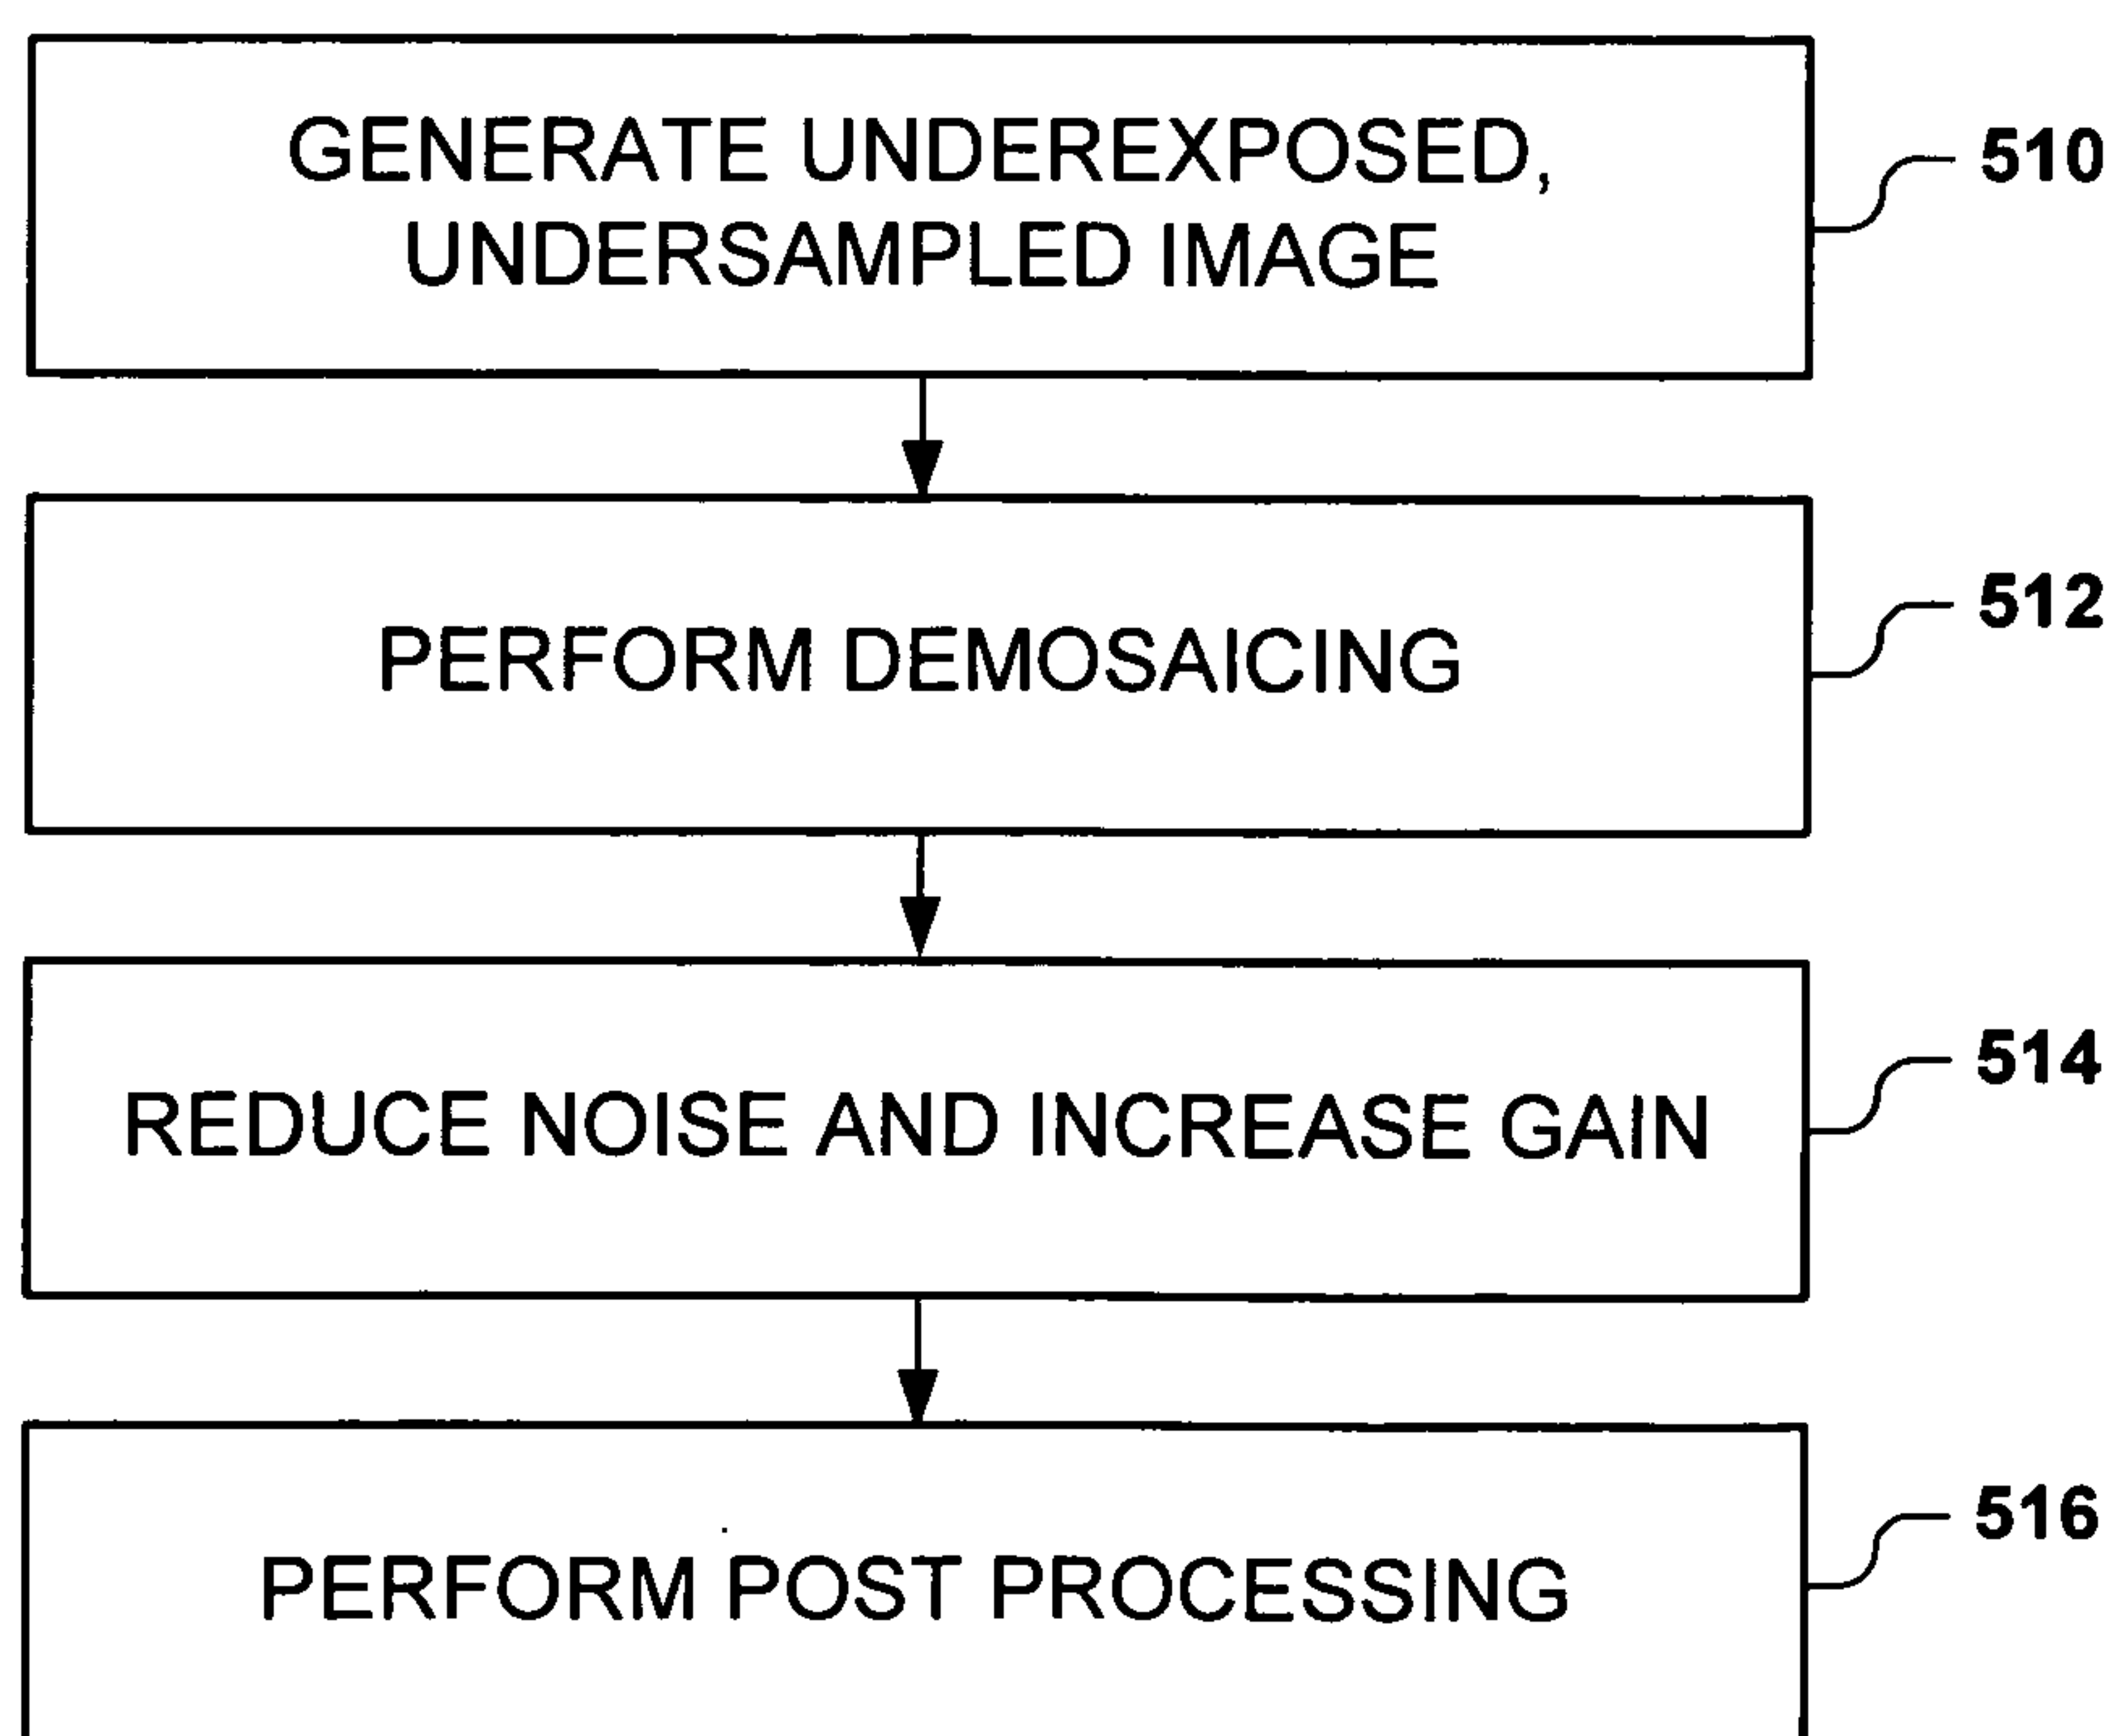 GENERATE UNDEREXPOSED,
UNDERSAMPLED IMAGE
510
PERFORM DEMOSAICING
512
REDUCE NOISE AND INCREASE GAIN
514
PERFORM POST PROCESSING
516